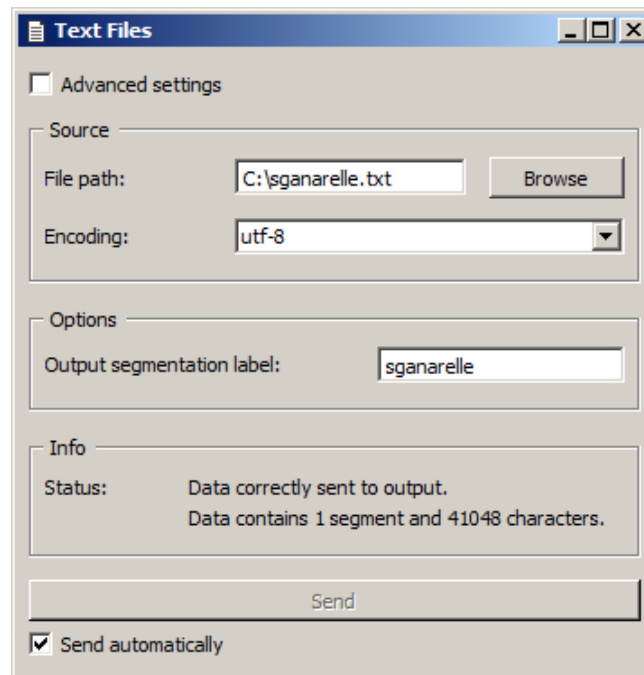 Text Files
Advanced settings
Source
File path: C:\sganarelle.txt Browse
Encoding: utf-8
Options
Output segmentation label: sganarelle
Info
Status: Data correctly sent to output.
Data contains 1 segment and 41048 characters.
Send
Send automatically